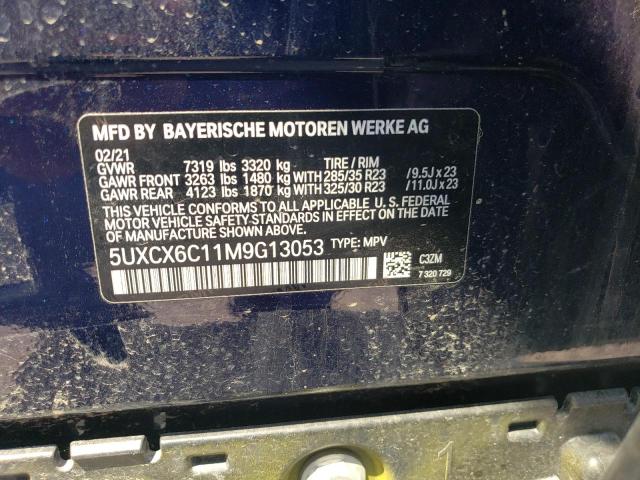 MFD BY BAYERISCHE MOTOREN WERKE AG
02/21
GVWR 7319 lbs 3320 kg TIRE / RIM
GAWR FRONT 3263 lbs 1480 kg WITH 285/35 R23 /9.5J x 23
GAWR REAR 4123 lbs 1870 kg WITH 325/30 R23 /11.0J x 23
THIS VEHICLE CONFORMS TO ALL APPLICABLE U. S. FEDERAL
MOTOR VEHICLE SAFETY STANDARDS IN EFFECT ON THE DATE
OF MANUFACTURE SHOWN ABOVE.
5UXCX6C11M9G13053 TYPE: MPV
C3ZM
7 320 729
1